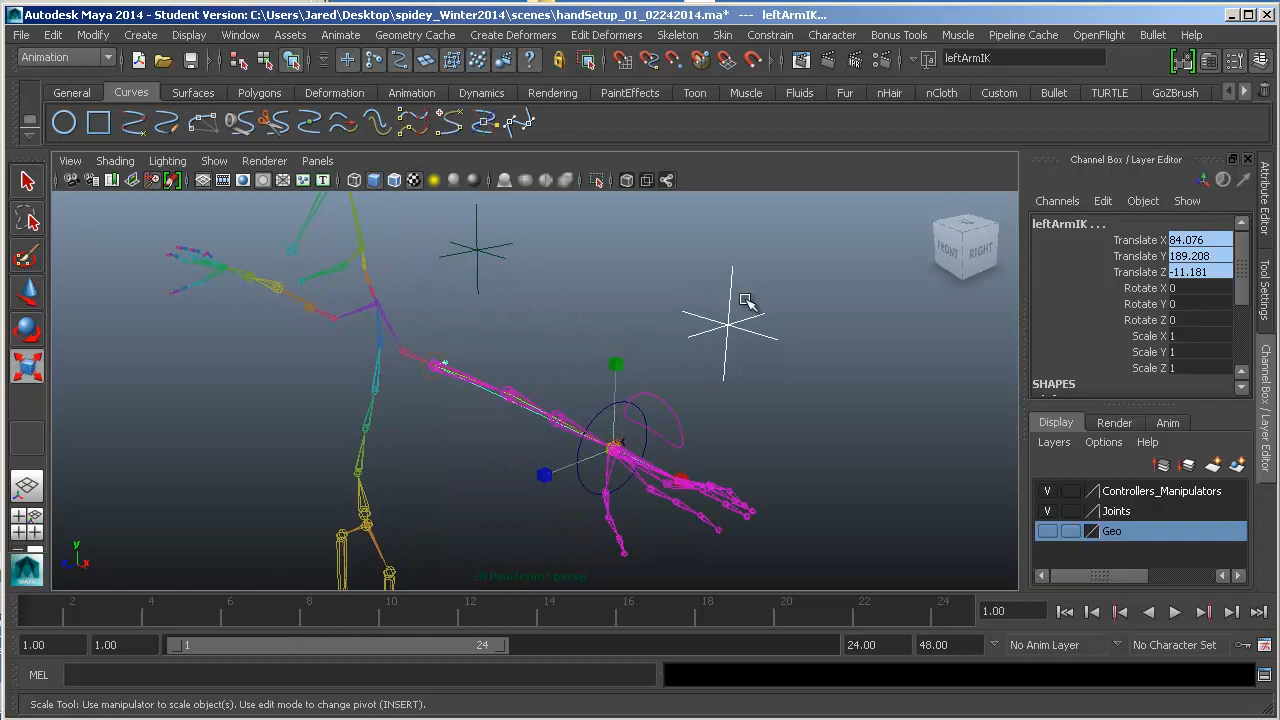 Autodesk Maya 2014 - Student Version: C:\Users\Jared\Desktop\spidey_Winter2014\scenes\handSetup_01_02242014.ma* --- leftArmIK...
File Edit Modify Create Display Window Assets Animate Geometry Cache Create Deformers Edit Deformers Skeleton Skin Constrain Character Bonus Tools Muscle Pipeline Cache OpenFlight Bullet Help
Animation leftArmIK
General Curves Surfaces Polygons Deformation Animation Dynamics Rendering PaintEffects Toon Muscle Fluids Fur nHair nCloth Custom Bullet TURTLE GoZBrush
View Shading Lighting Show Renderer Panels
Channel Box / Layer Editor
Channels Edit Object Show
leftArmIK ...
Translate X 84.076
Translate Y 189.208
Translate Z -11.181
Rotate X 0
Rotate Y 0
Rotate Z 0
Scale X 1
Scale Y 1
Scale Z 1
SHAPES
FRONT RIGHT
Display Render Anim
Layers Options Help
V Controllers_Manipulators
V Joints
Geo
Attribute Editor
Tool Settings
Channel Box / Layer Editor
y
z x
MAYA
2D Pan/Zoom : persp
2 4 6 8 10 12 14 16 18 20 22 24 1.00
1.00 1.00 1 24 24.00 48.00 No Anim Layer No Character Set
MEL
Scale Tool: Use manipulator to scale object(s). Use edit mode to change pivot (INSERT).